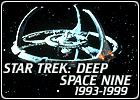 STAR TREK: DEEP
SPACE NINE
1993-1999